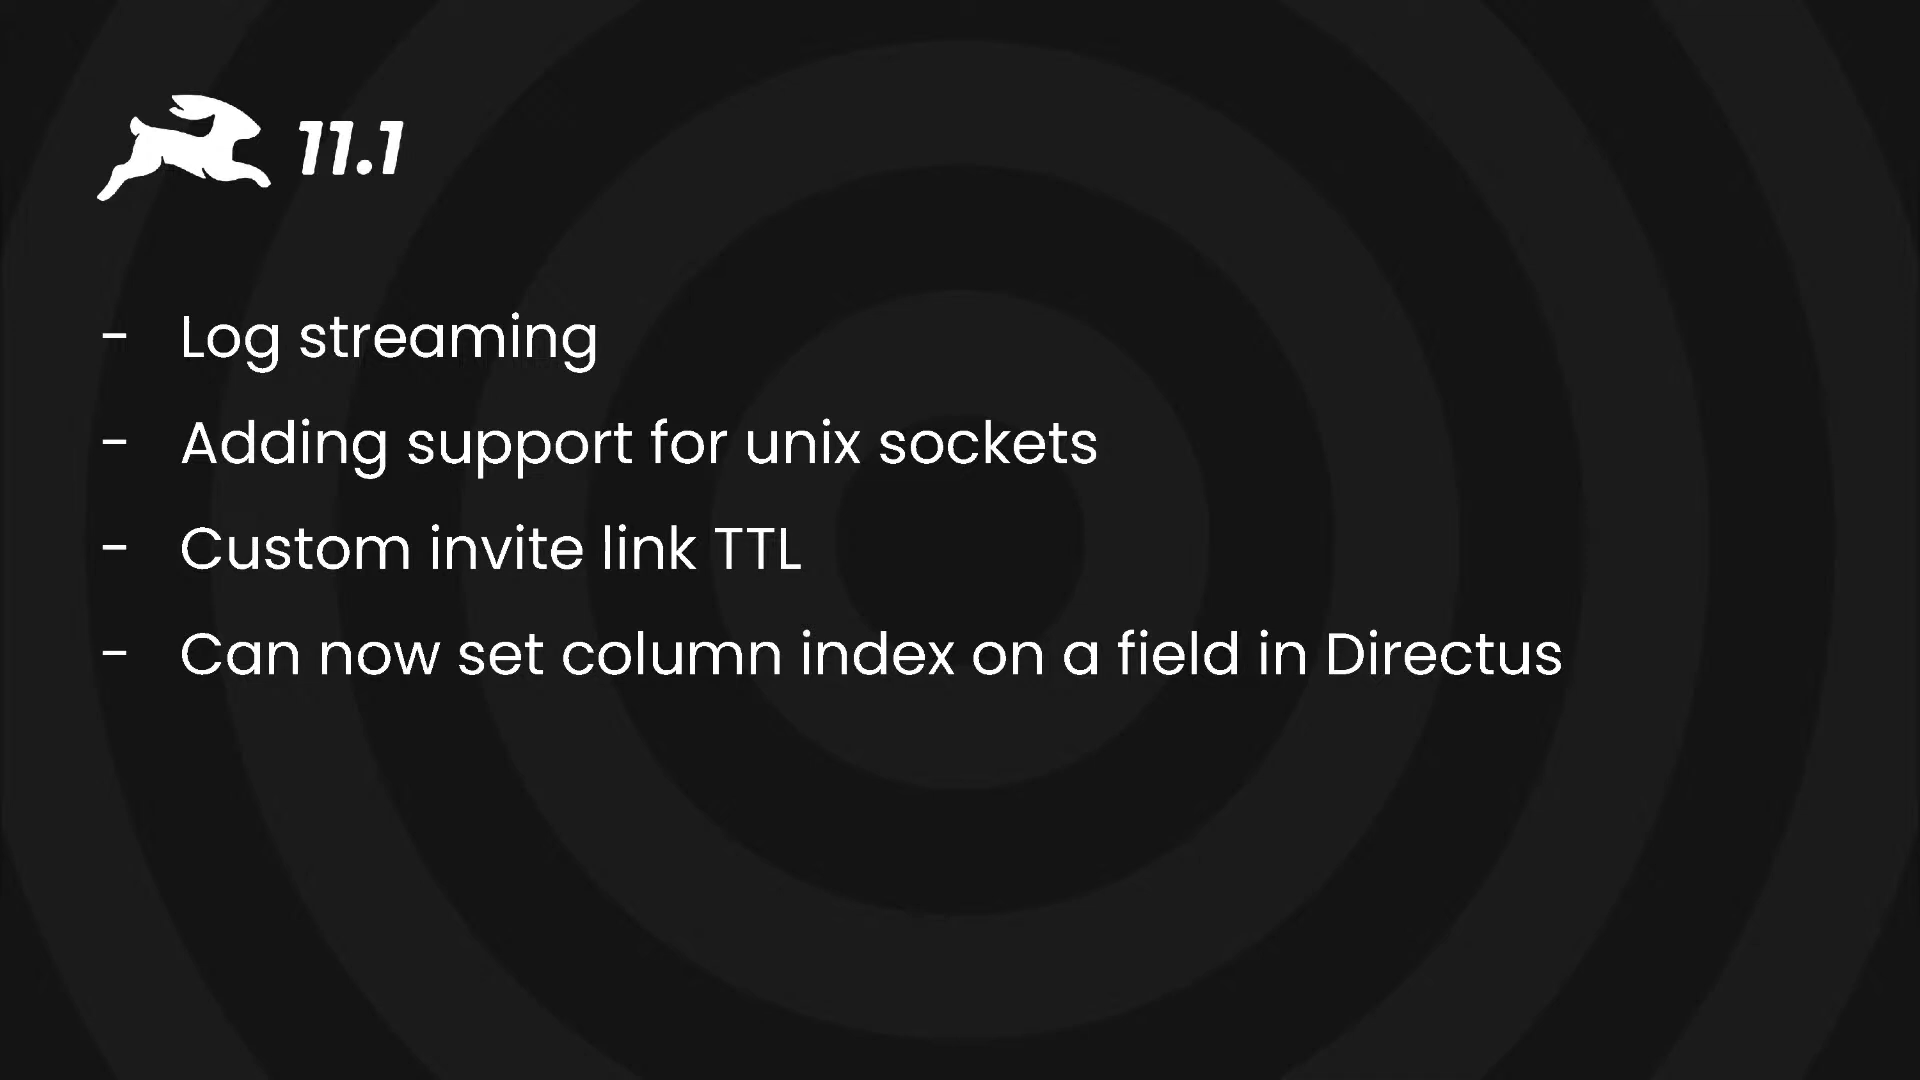 11.1
- Log streaming
- Adding support for unix sockets
- Custom invite link TTL
- Can now set column index on a field in Directus